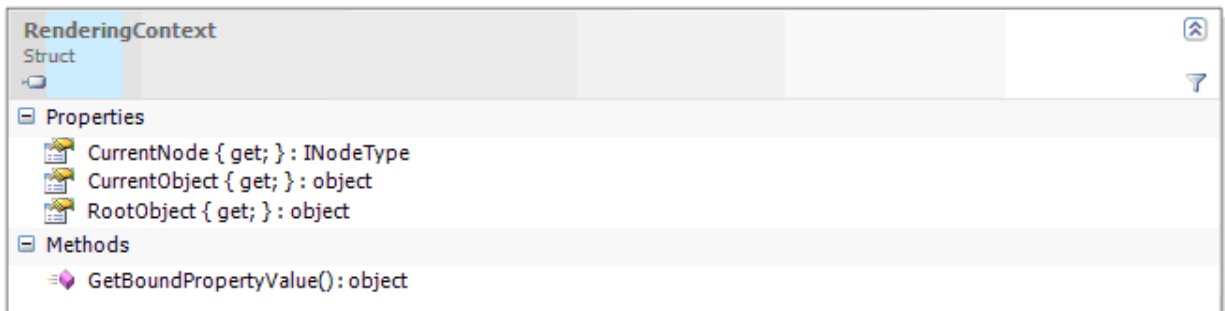 RenderingContext
Struct
Properties
CurrentNode { get; } : INodeType
CurrentObject { get; } : object
RootObject { get; } : object
Methods
GetBoundPropertyValue() : object